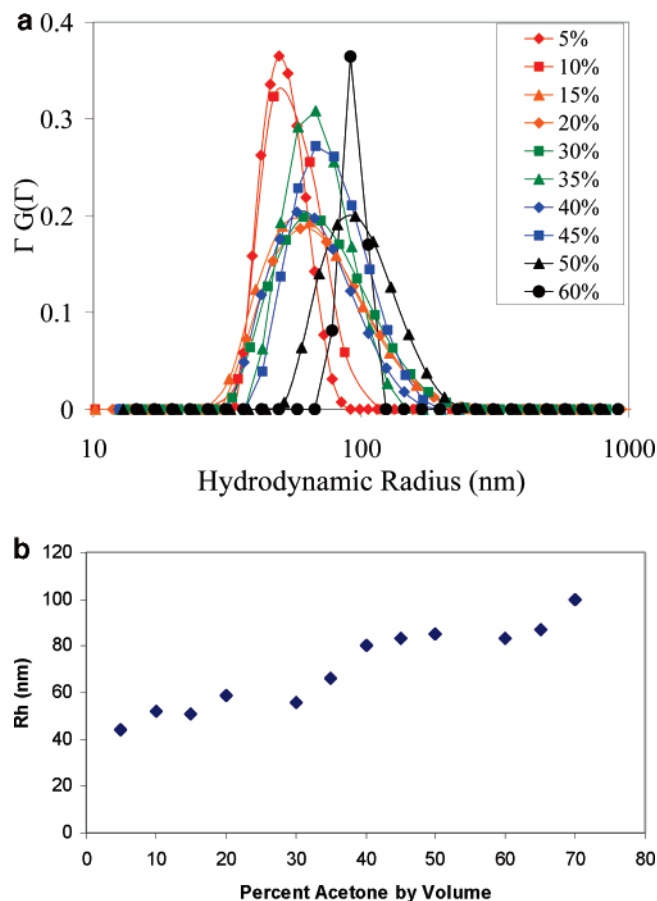 a
0.4
0.3
0.2
0.1
0
Γ G(Γ)
5%
10%
15%
20%
30%
35%
40%
45%
50%
60%
10 100 1000
Hydrodynamic Radius (nm)
b
120
100
80
60
40
20
0
Rh (nm)
0 10 20 30 40 50 60 70 80
Percent Acetone by Volume